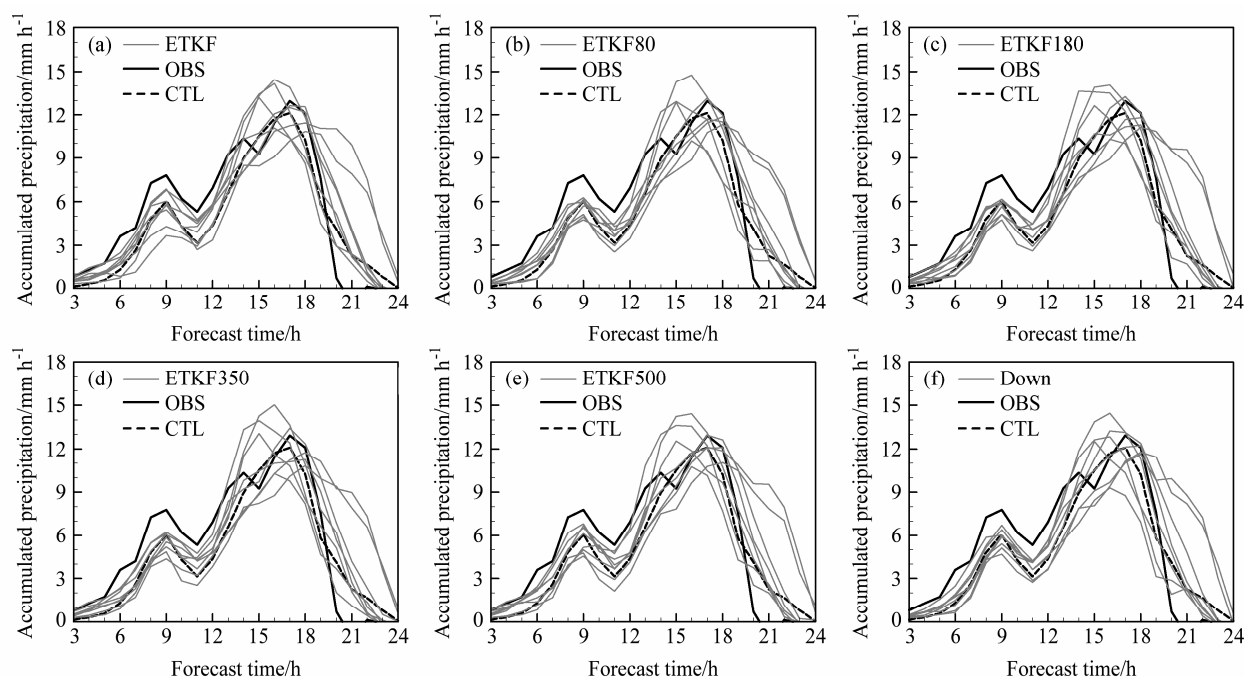 (a) ETKF
OBS
CTL
Accumulated precipitation/mm h⁻¹
18
15
12
9
6
3
0
3 6 9 12 15 18 21 24
Forecast time/h
(b) ETKF80
OBS
CTL
Accumulated precipitation/mm h⁻¹
18
15
12
9
6
3
0
3 6 9 12 15 18 21 24
Forecast time/h
(c) ETKF180
OBS
CTL
Accumulated precipitation/mm h⁻¹
18
15
12
9
6
3
0
3 6 9 12 15 18 21 24
Forecast time/h
(d) ETKF350
OBS
CTL
Accumulated precipitation/mm h⁻¹
18
15
12
9
6
3
0
3 6 9 12 15 18 21 24
Forecast time/h
(e) ETKF500
OBS
CTL
Accumulated precipitation/mm h⁻¹
18
15
12
9
6
3
0
3 6 9 12 15 18 21 24
Forecast time/h
(f) Down
OBS
CTL
Accumulated precipitation/mm h⁻¹
18
15
12
9
6
3
0
3 6 9 12 15 18 21 24
Forecast time/h